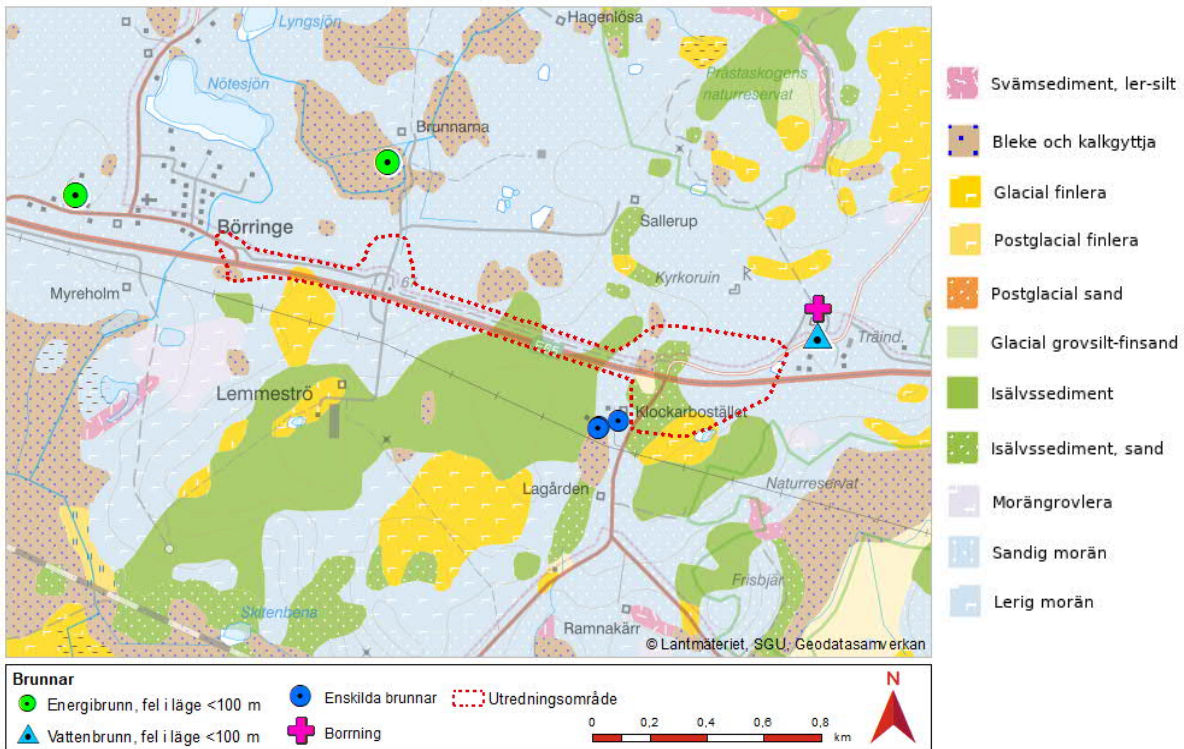 Lyngsjön
Hagenlösa
Nötesjön
Prästaskogens
naturreservat
Brunnarna
Börringe
Sallerup
Kyrkoruin
Myreholm
Träind.
E65
Lemmeströ
Klockarbostället
Lagården
Naturreservat
Frisbjär
Skitenbena
Ramnakärr
© Lantmäteriet, SGU, Geodatasamverkan
Svämsediment, ler-silt
Bleke och kalkgyttja
Glacial finlera
Postglacial finlera
Postglacial sand
Glacial grovsilt-finsand
Isälvssediment
Isälvssediment, sand
Morängrovlera
Sandig morän
Lerig morän
Brunnar
Energibrunn, fel i läge <100 m
Vattenbrunn, fel i läge <100 m
Enskilda brunnar
Borrning
Utredningsområde
N
0 0,2 0,4 0,6 0,8
km